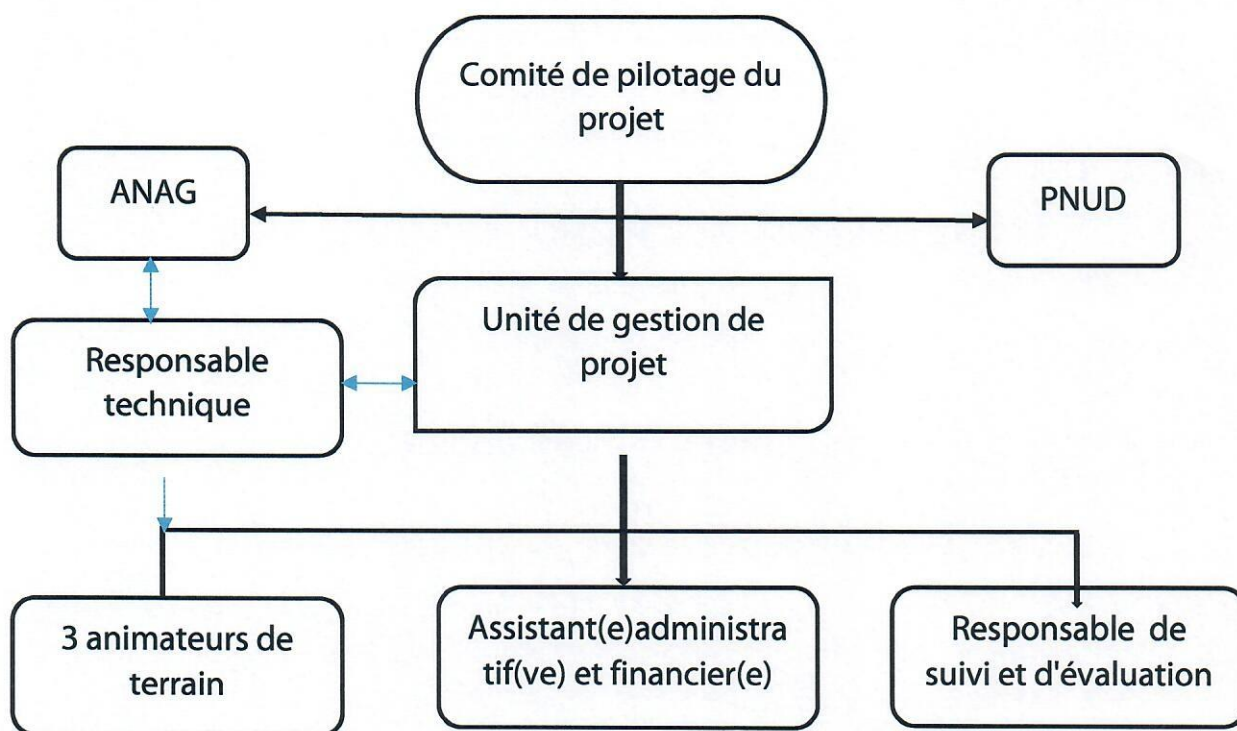 Comité de pilotage du
projet
ANAG
PNUD
Unité de gestion de
projet
Responsable
technique
3 animateurs de
terrain
Assistant(e)administra
tif(ve) et financier(e)
Responsable de
suivi et d'évaluation